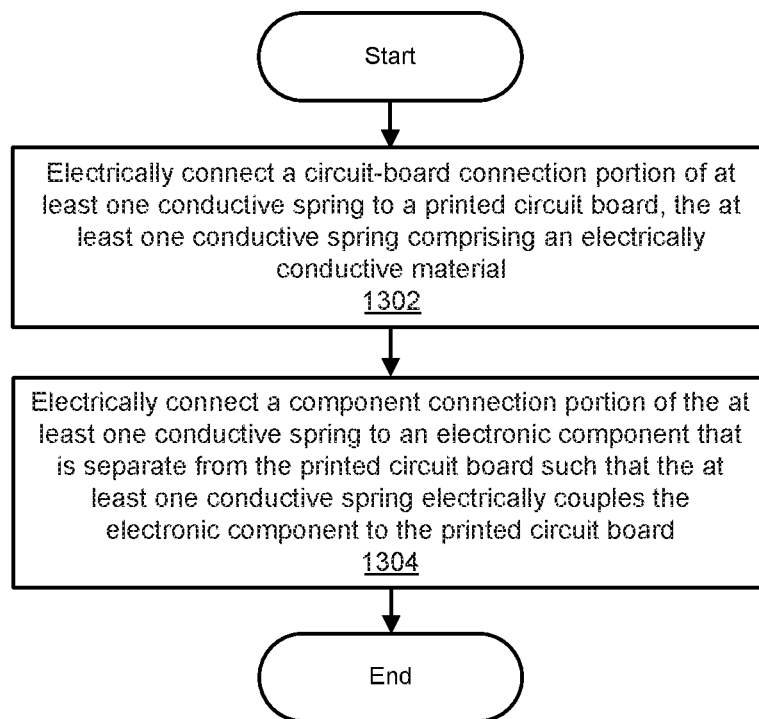 Start
Electrically connect a circuit-board connection portion of at
least one conductive spring to a printed circuit board, the at
least one conductive spring comprising an electrically
conductive material
1302
Electrically connect a component connection portion of the at
least one conductive spring to an electronic component that
is separate from the printed circuit board such that the at
least one conductive spring electrically couples the
electronic component to the printed circuit board
1304
End